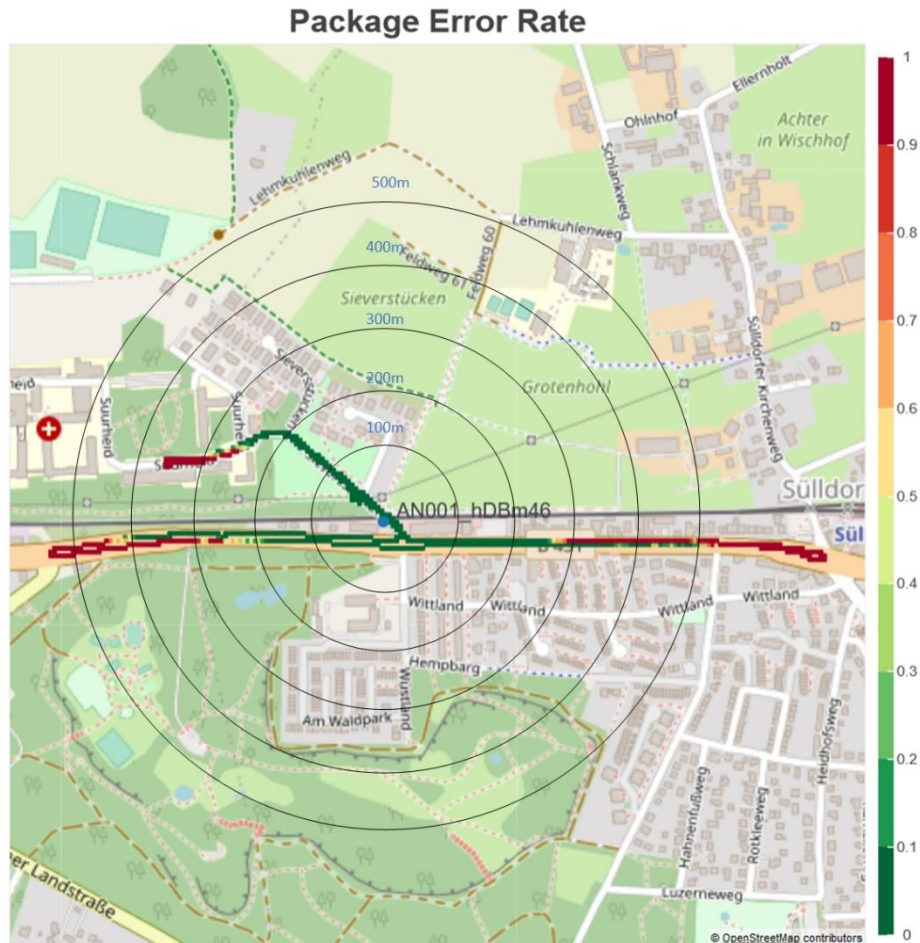 Package Error Rate
1
0.9
0.8
0.7
0.6
0.5
0.4
0.3
0.2
0.1
0
Ellernholt
Ohlnhof
Achter
in Wischhof
Schlankweg
Lehmkuhlenweg
500m
Lehmkuhlenweg
400m
Feldweg 60
Feldweg 61
Sieverstücken
300m
Sülldorfer Kirchenweg
Sieverstücken
200m
Grotenhohl
Suurheid
100m
AN001_hDBm46
Sülldor
Sül
Wittland
Wittland
Wittland
Wittland
Hempbarg
Wustland
Am Waldpark
Heidhofsweg
Hahnenfußweg
Rotkleeweg
Luzerneweg
ner Landstraße
© OpenStreetMap contributors